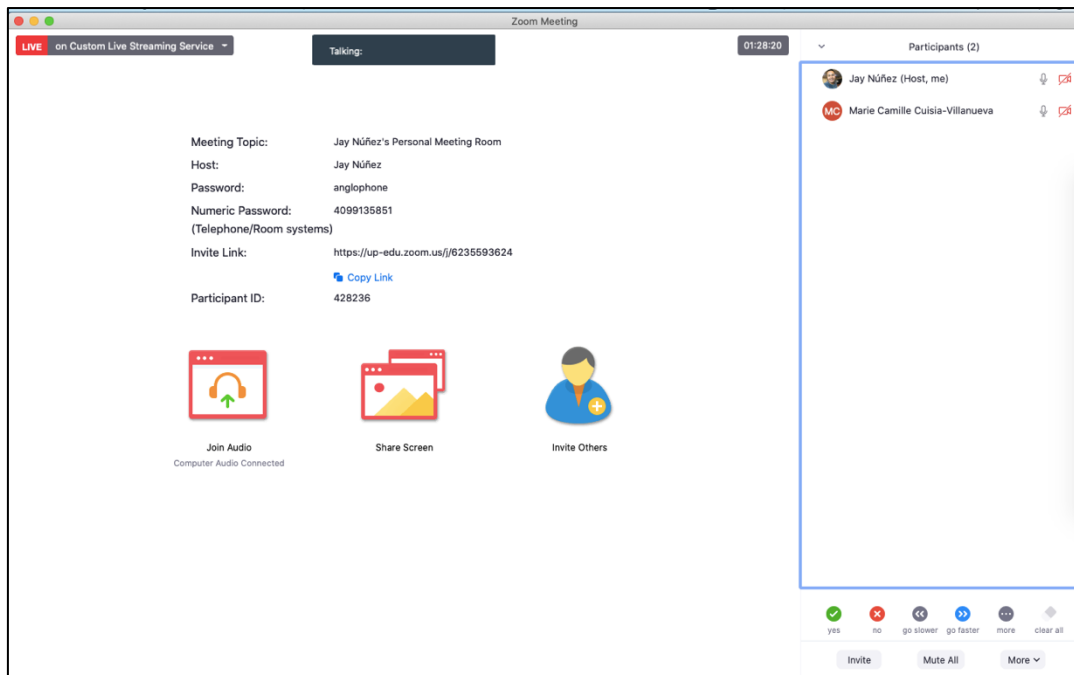 Zoom Meeting
LIVE on Custom Live Streaming Service
Talking:
01:28:20
Meeting Topic: Jay Núñez's Personal Meeting Room
Host: Jay Núñez
Password: anglophone
Numeric Password: 4099135851
(Telephone/Room systems)
Invite Link: https://up-edu.zoom.us/j/6235593624
Copy Link
Participant ID: 428236
Join Audio
Computer Audio Connected
Share Screen
Invite Others
Participants (2)
Jay Núñez (Host, me)
MC Marie Camille Cuisia-Villanueva
yes no go slower go faster more clear all
Invite Mute All More